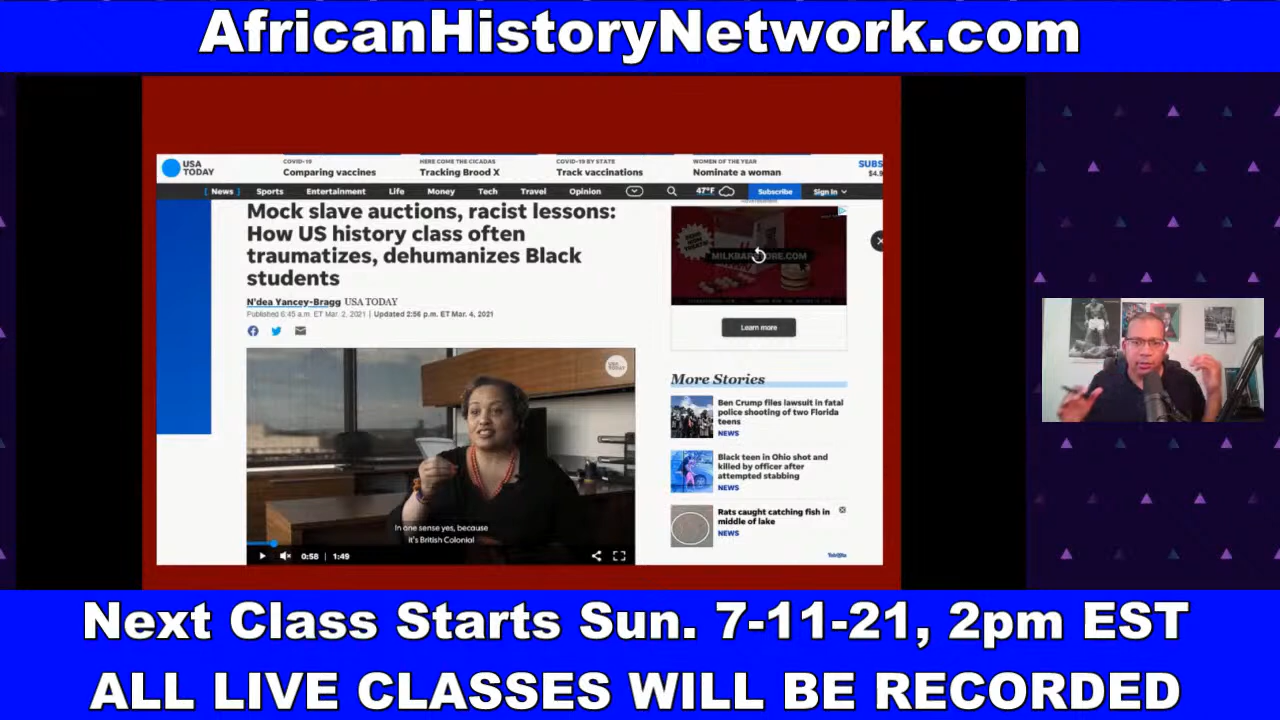 AfricanHistoryNetwork.com
USA
TODAY
COVID-19
Comparing vaccines
HERE COME THE CICADAS
Tracking Brood X
COVID-19 BY STATE
Track vaccinations
WOMEN OF THE YEAR
Nominate a woman
SUBS
$4.9
[ News ] Sports Entertainment Life Money Tech Travel Opinion 47°F Subscribe Sign In
Mock slave auctions, racist lessons:
How US history class often
traumatizes, dehumanizes Black
students
N'dea Yancey-Bragg USA TODAY
Published 6:45 a.m. ET Mar. 2, 2021 | Updated 2:56 p.m. ET Mar. 4, 2021
USA TODAY
In one sense yes, because
it's British Colonial
0:58 | 1:49
Advertisement
Learn more
More Stories
Ben Crump files lawsuit in fatal
police shooting of two Florida
teens
NEWS
Black teen in Ohio shot and
killed by officer after
attempted stabbing
NEWS
Rats caught catching fish in
middle of lake
NEWS
Next Class Starts Sun. 7-11-21, 2pm EST
ALL LIVE CLASSES WILL BE RECORDED